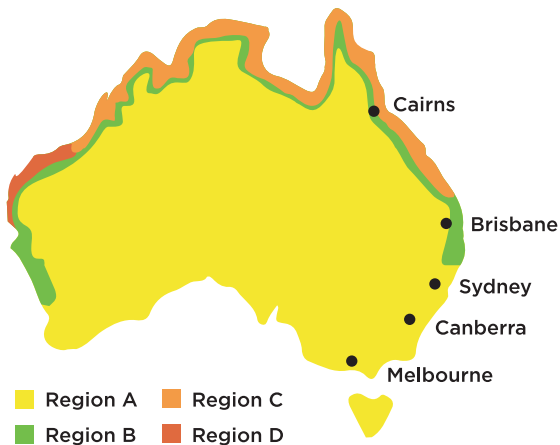 Cairns
Brisbane
Sydney
Canberra
Melbourne
Region A
Region C
Region B
Region D